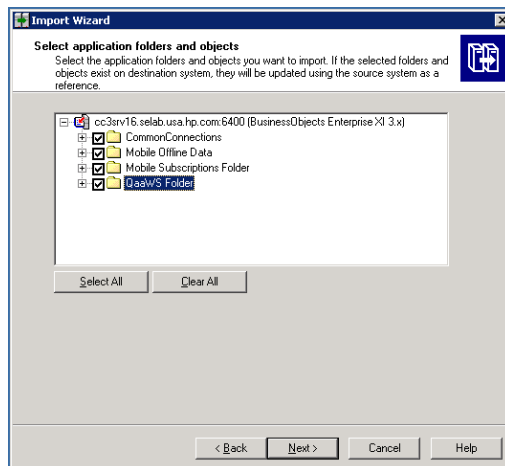 Import Wizard
Select application folders and objects
Select the application folders and objects you want to import. If the selected folders and
objects exist on destination system, they will be updated using the source system as a
reference.
cc3srv16.selab.usa.hp.com:6400 (BusinessObjects Enterprise XI 3.x)
CommonConnections
Mobile Offline Data
Mobile Subscriptions Folder
QaaWS Folder
Select All
Clear All
< Back
Next >
Cancel
Help